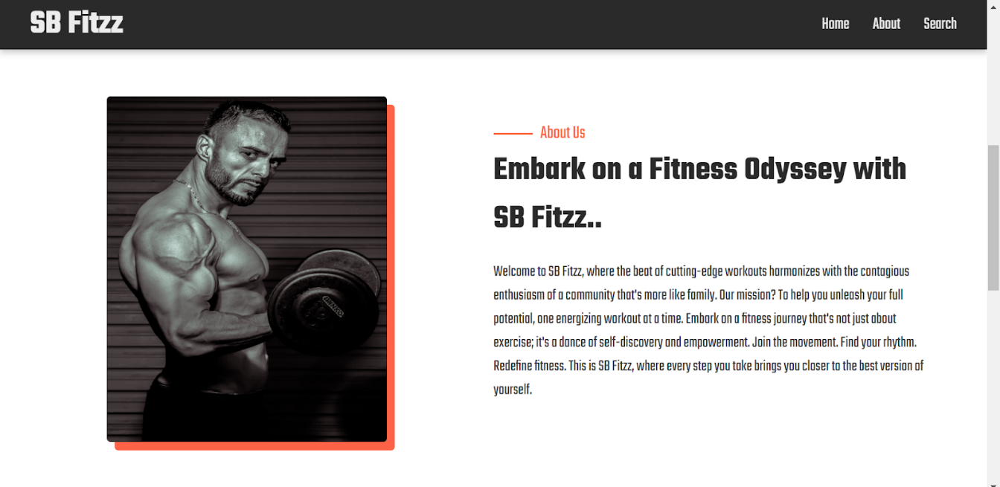 SB Fitzz
Home About Search
About Us
Embark on a Fitness Odyssey with
SB Fitzz..
Welcome to SB Fitzz, where the beat of cutting-edge workouts harmonizes with the contagious
enthusiasm of a community that's more like family. Our mission? To help you unleash your full
potential, one energizing workout at a time. Embark on a fitness journey that's not just about
exercise; it's a dance of self-discovery and empowerment. Join the movement. Find your rhythm.
Redefine fitness. This is SB Fitzz, where every step you take brings you closer to the best version of
yourself.